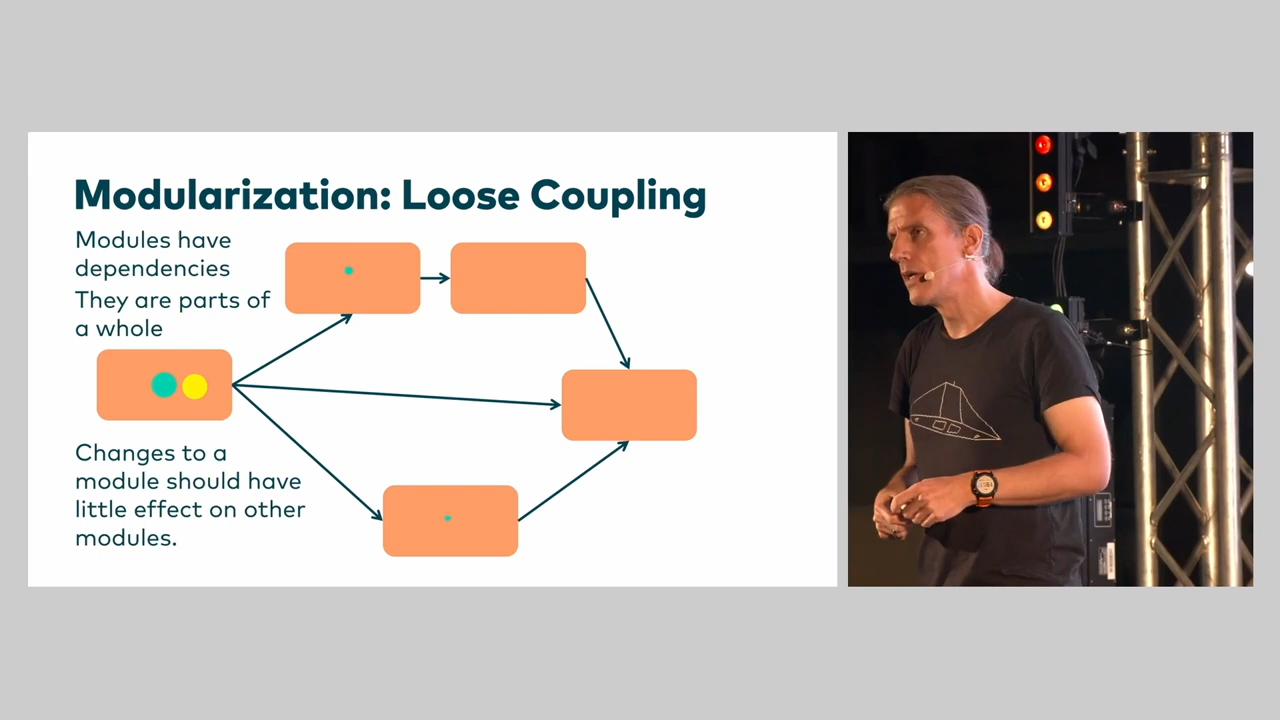 Modularization: Loose Coupling
Modules have
dependencies
They are parts of
a whole
Changes to a
module should have
little effect on other
modules.